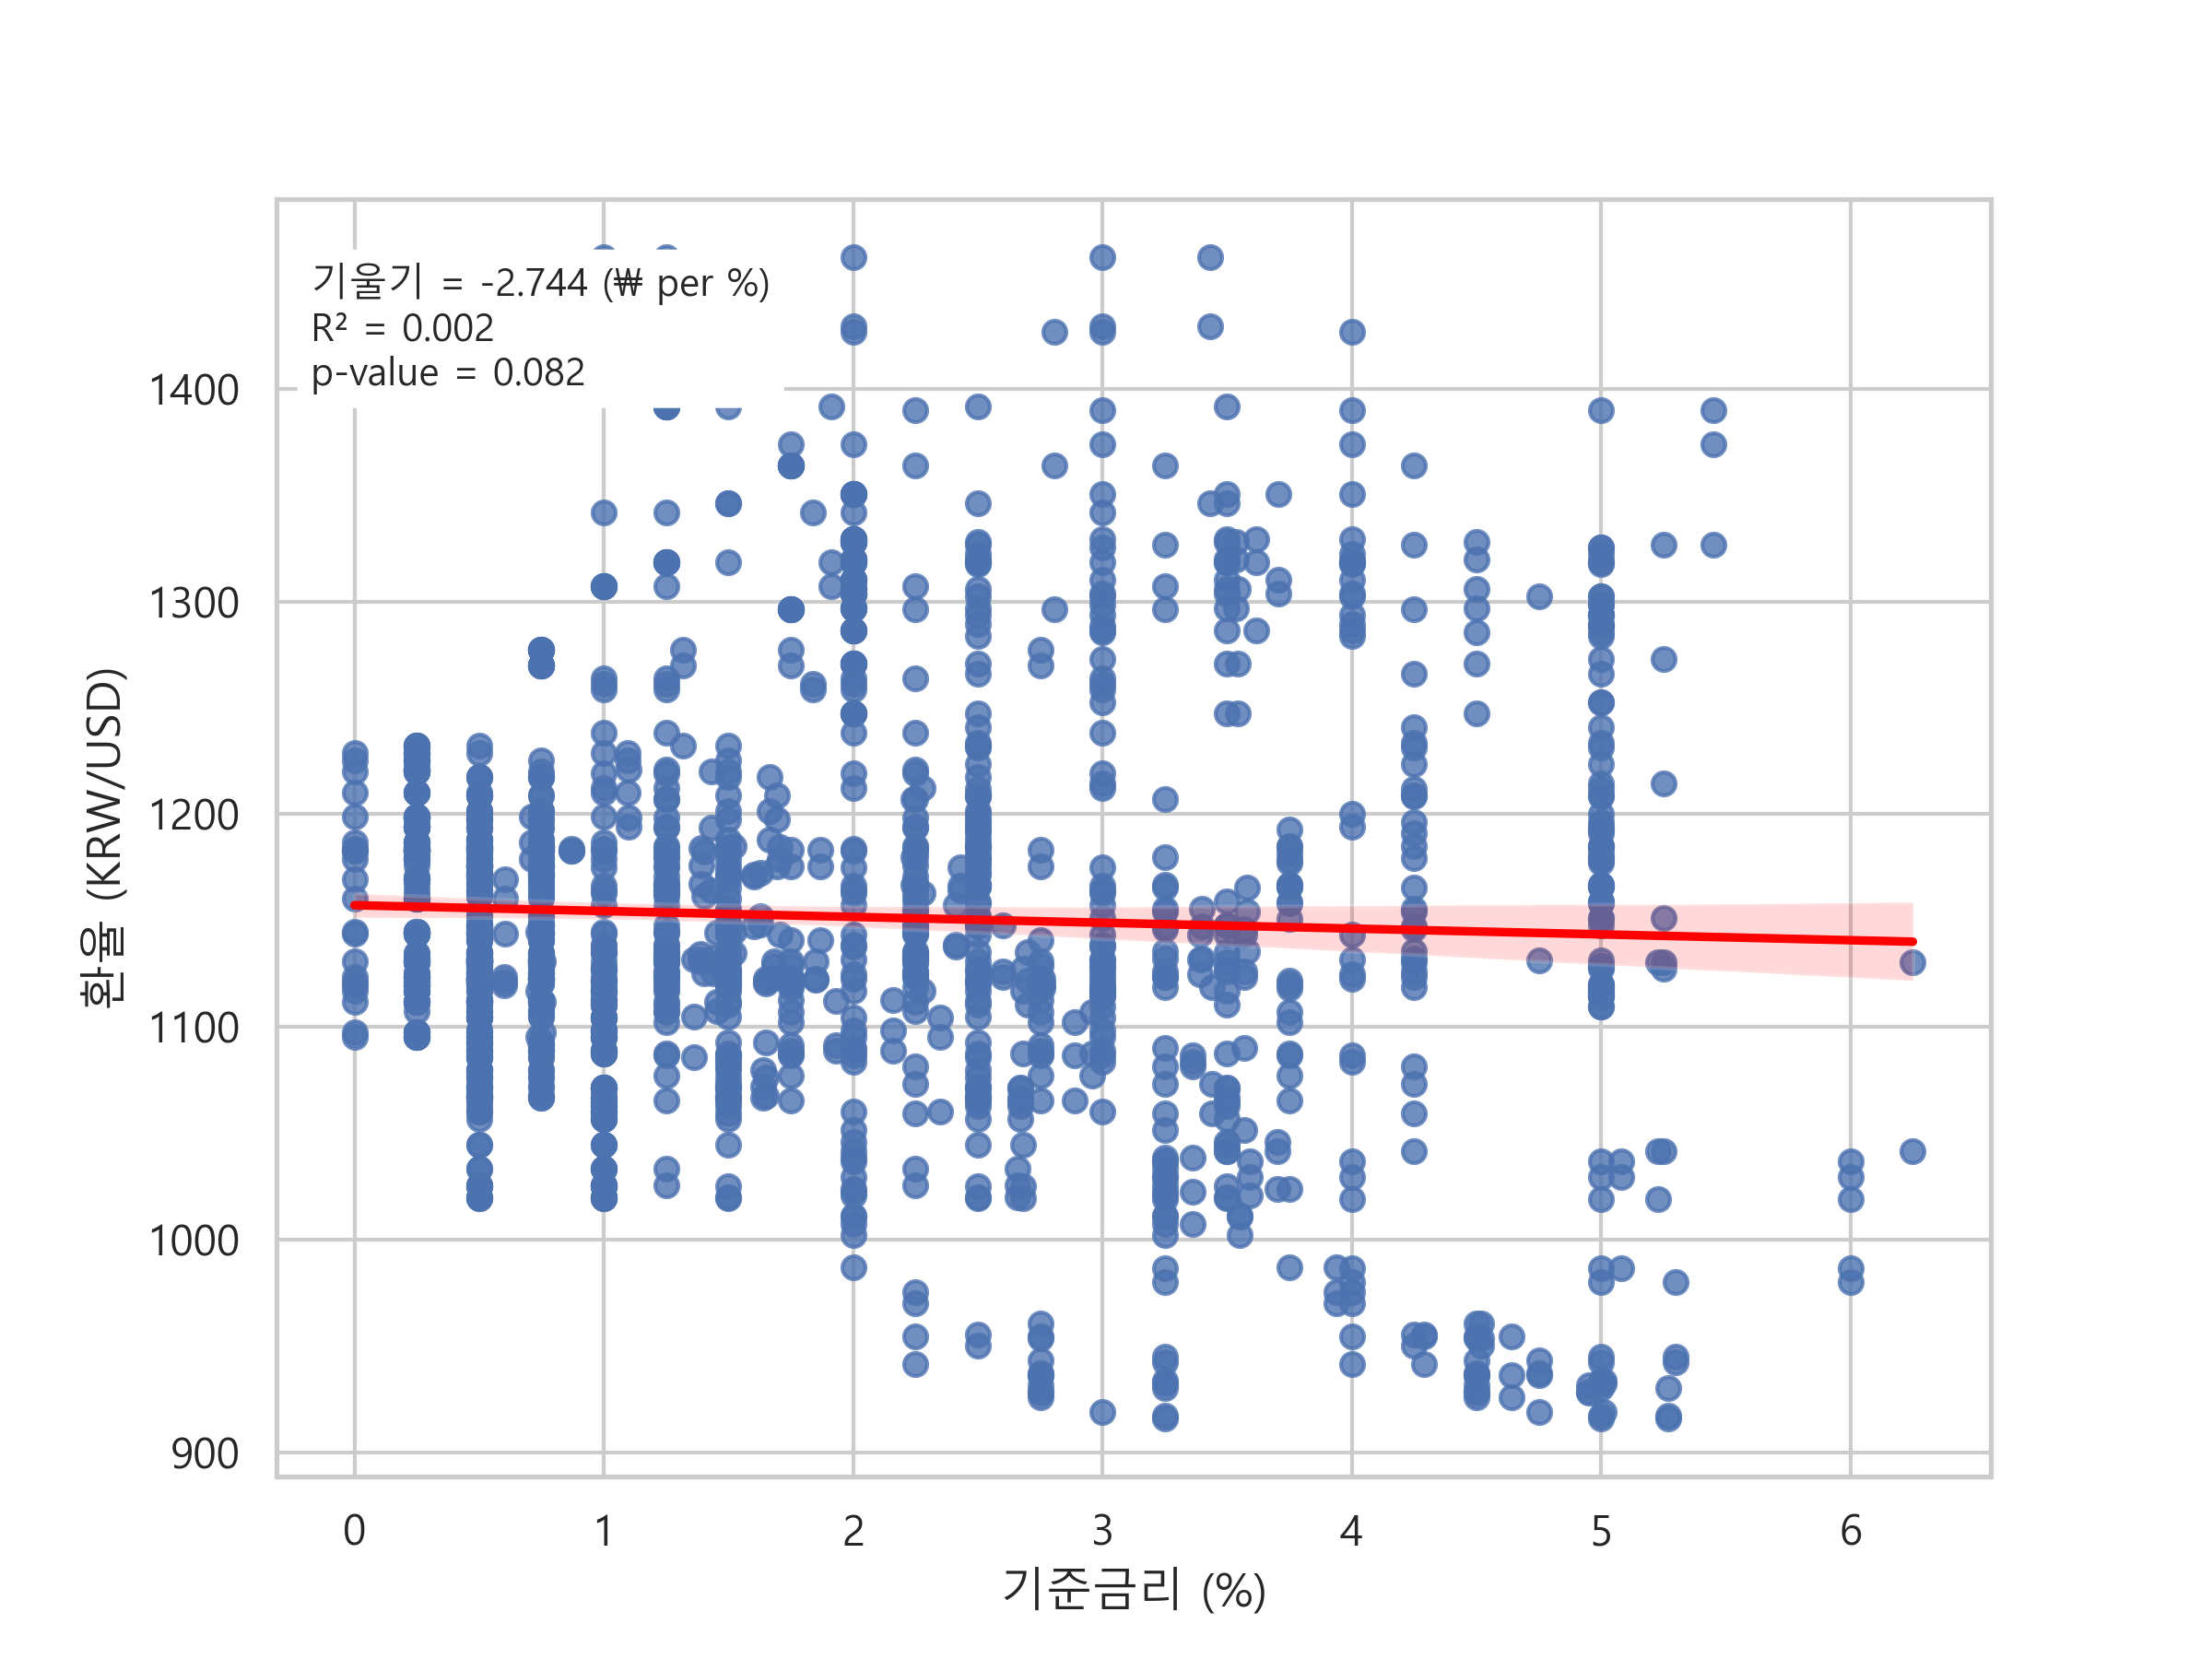 기울기 = -2.744 (₩ per %)
R² = 0.002
p-value = 0.082
1400
1300
1200
1100
1000
900
환율 (KRW/USD)
0 1 2 3 4 5 6
기준금리 (%)